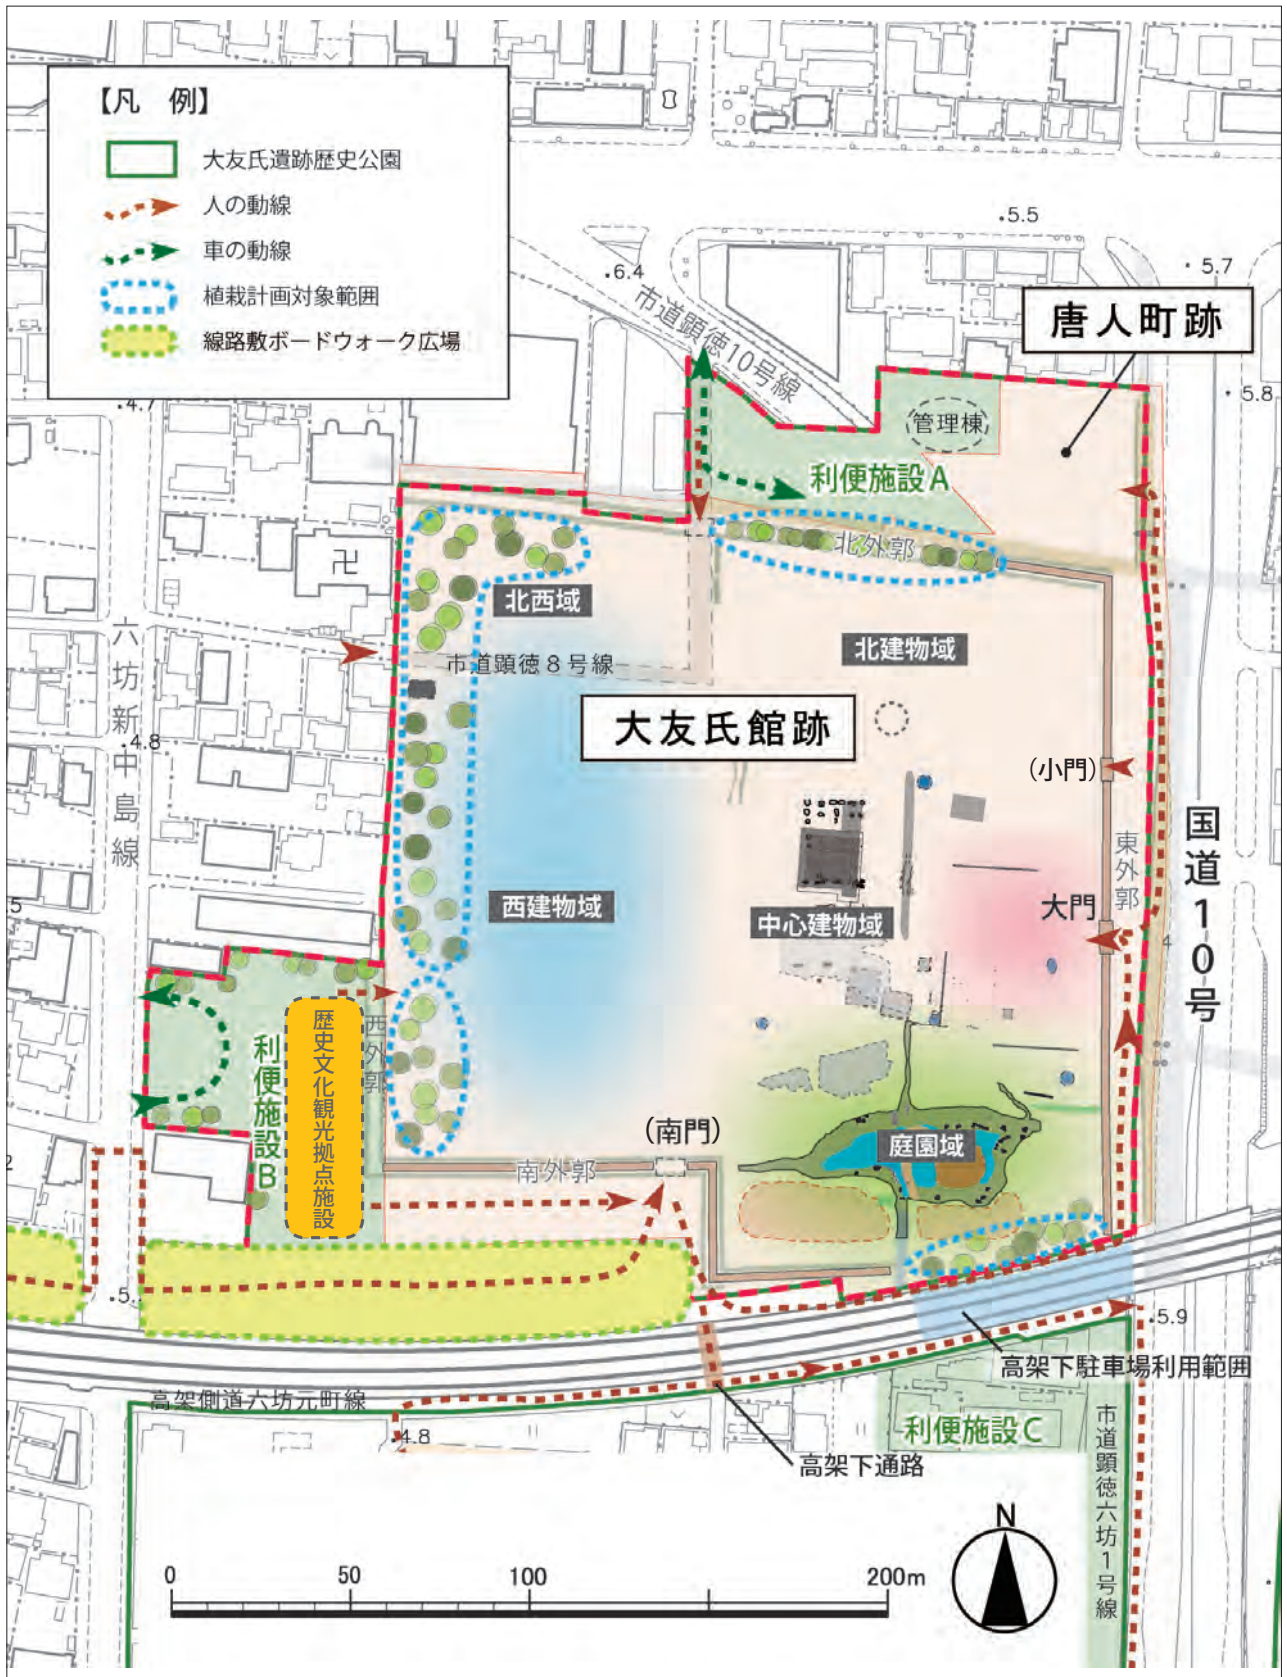 【凡　例】
大友氏遺跡歴史公園
人の動線
車の動線
植栽計画対象範囲
線路敷ボードウォーク広場
.5.5
.6.4
.5.7
市道顕徳10号線
唐人町跡
.5.8
.4.7
管理棟
利便施設A
北外郭
卍
北西域
六坊新中島線
北建物域
市道顕徳8号線
大友氏館跡
.4.8
(小門)
国道10号
東外郭
大門
西建物域
中心建物域
4
5
歴史文化観光拠点施設
西外郭
利便施設B
(南門)
庭園域
南外郭
2
.5.
.5.9
高架下駐車場利用範囲
高架側道六坊元町線
.4.8
利便施設C
高架下通路
市道顕徳六坊1号線
N
0 50 100 200m